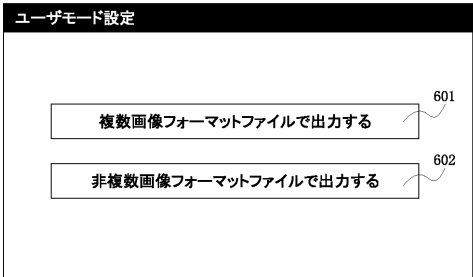 ユーザモード設定
601
複数画像フォーマットファイルで出力する
602
非複数画像フォーマットファイルで出力する